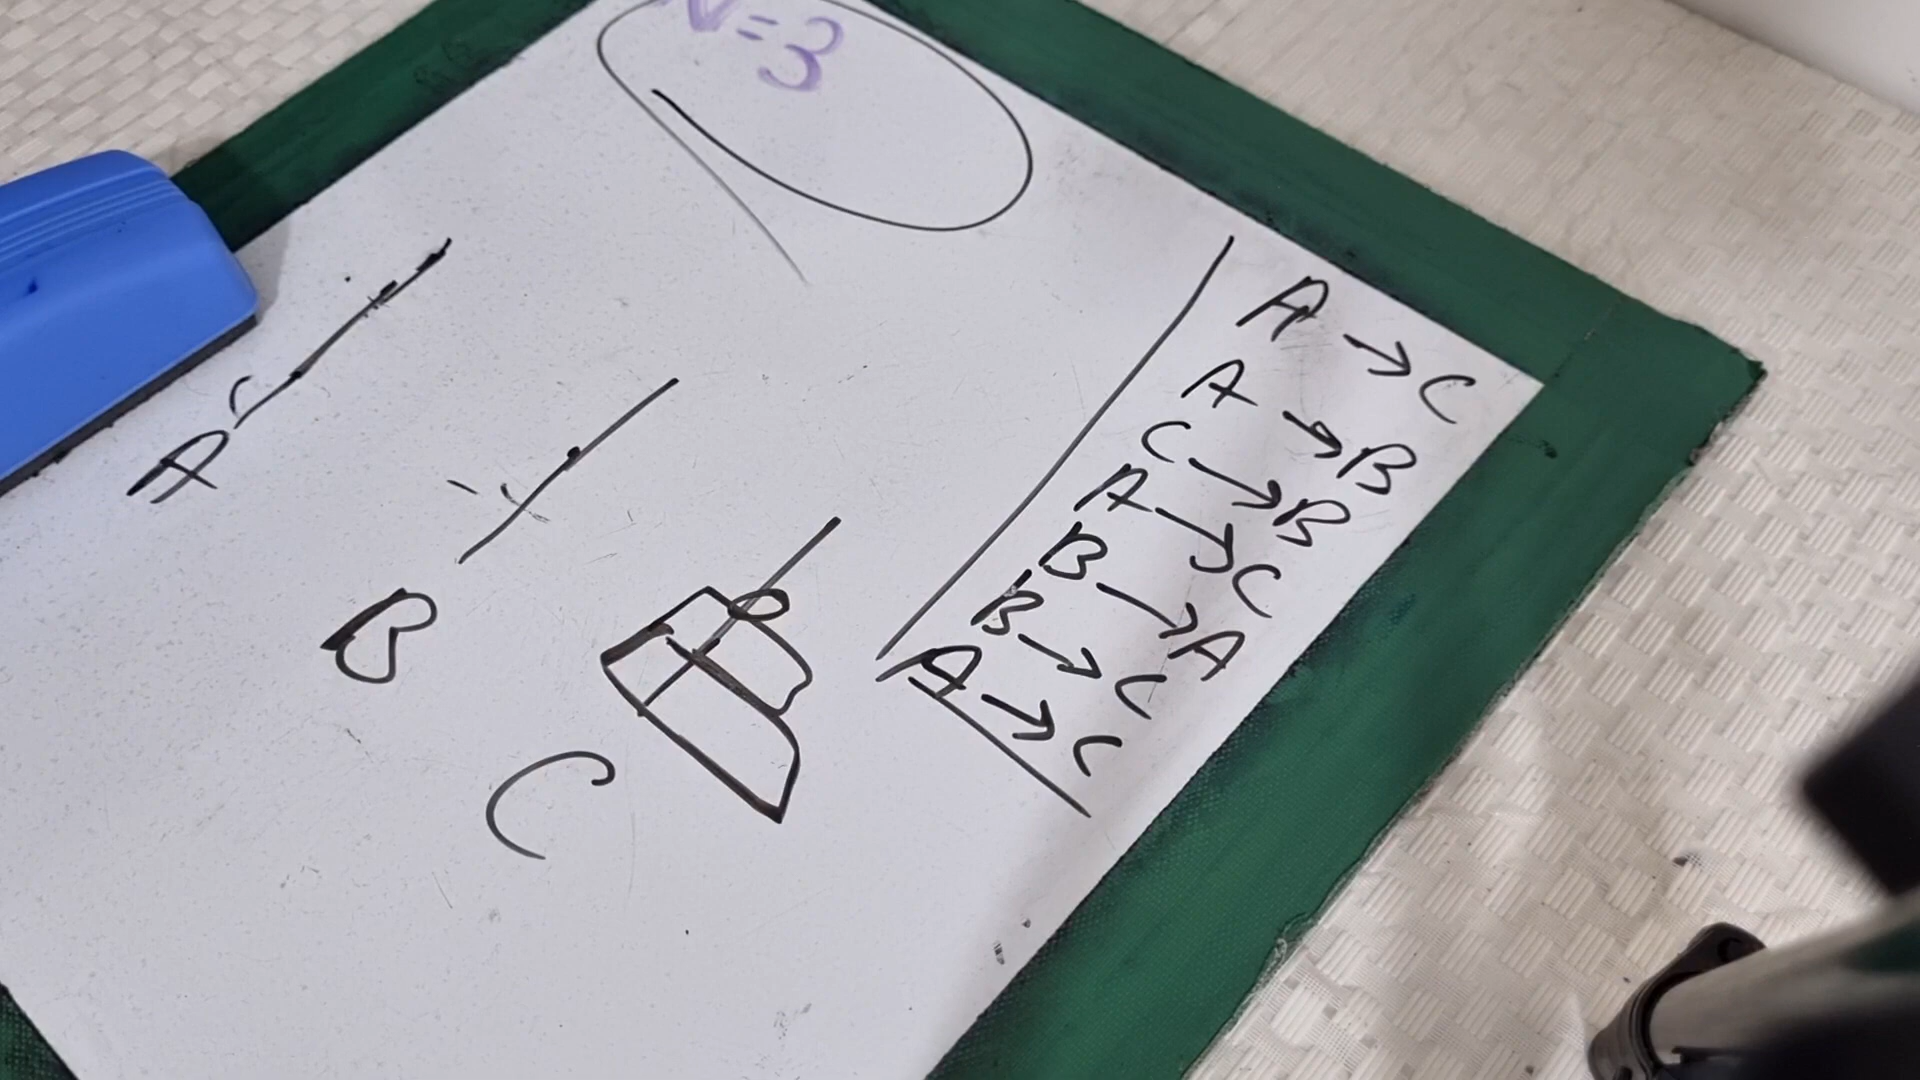 N=3
A → C
A → B
C → B
A → C
B → A
B → C
A → C
A
B
C